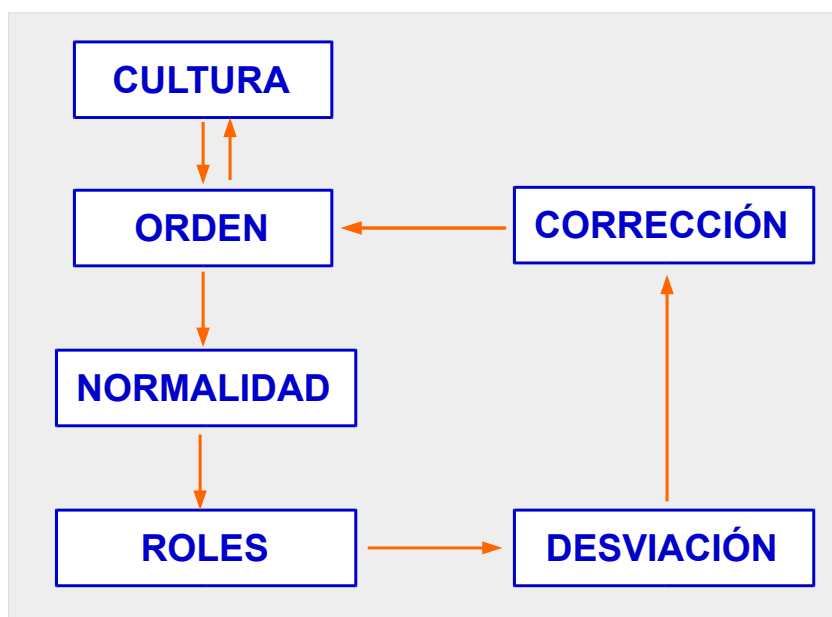 CULTURA
ORDEN
CORRECCIÓN
NORMALIDAD
ROLES
DESVIACIÓN